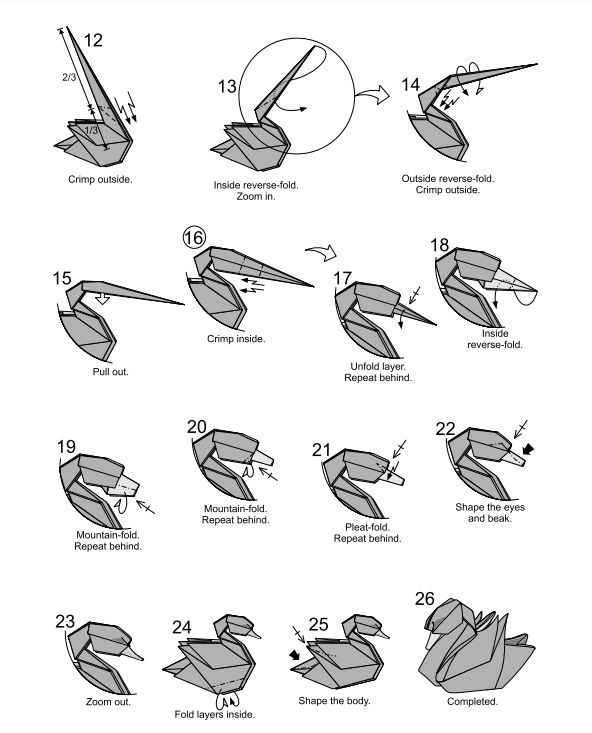 12
2/3
1/3
Crimp outside.
13
Inside reverse-fold.
Zoom in.
14
Outside reverse-fold.
Crimp outside.
15
Pull out.
16
Crimp inside.
17
Unfold layer.
Repeat behind.
18
Inside
reverse-fold.
19
Mountain-fold.
Repeat behind.
20
Mountain-fold.
Repeat behind.
21
Pleat-fold.
Repeat behind.
22
Shape the eyes
and beak.
23
Zoom out.
24
Fold layers inside.
25
Shape the body.
26
Completed.